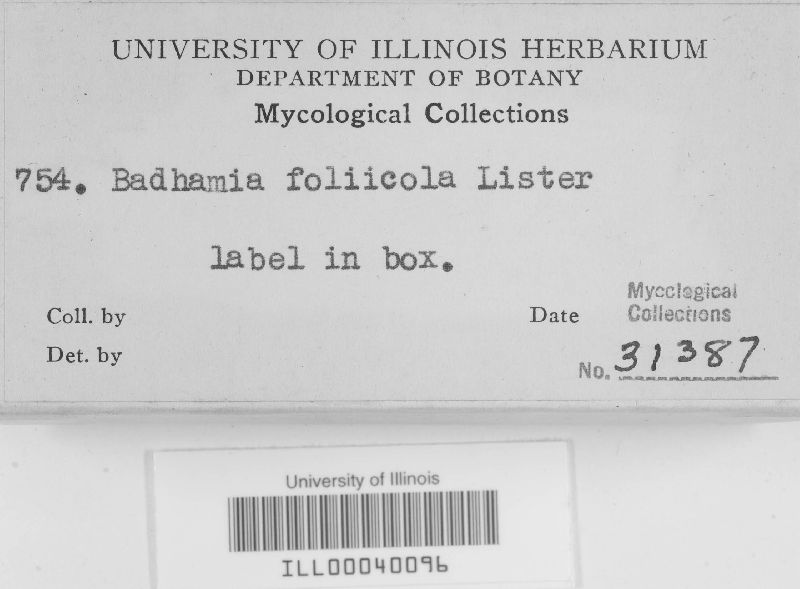 UNIVERSITY OF ILLINOIS HERBARIUM
DEPARTMENT OF BOTANY
Mycological Collections
754. Badhamia foliicola Lister
label in box.
Mycological
Coll. by Date Collections
Det. by No. 31387
University of Illinois
ILL00040096